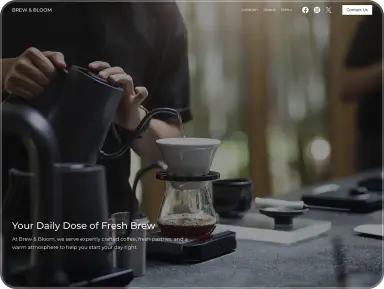 BREW & BLOOM
Location
Menu
Contact Us
Your Daily Dose of Fresh Brew
At Brew & Bloom, we serve expertly crafted coffee, fresh pastries, and a
warm atmosphere to help you start your day right.